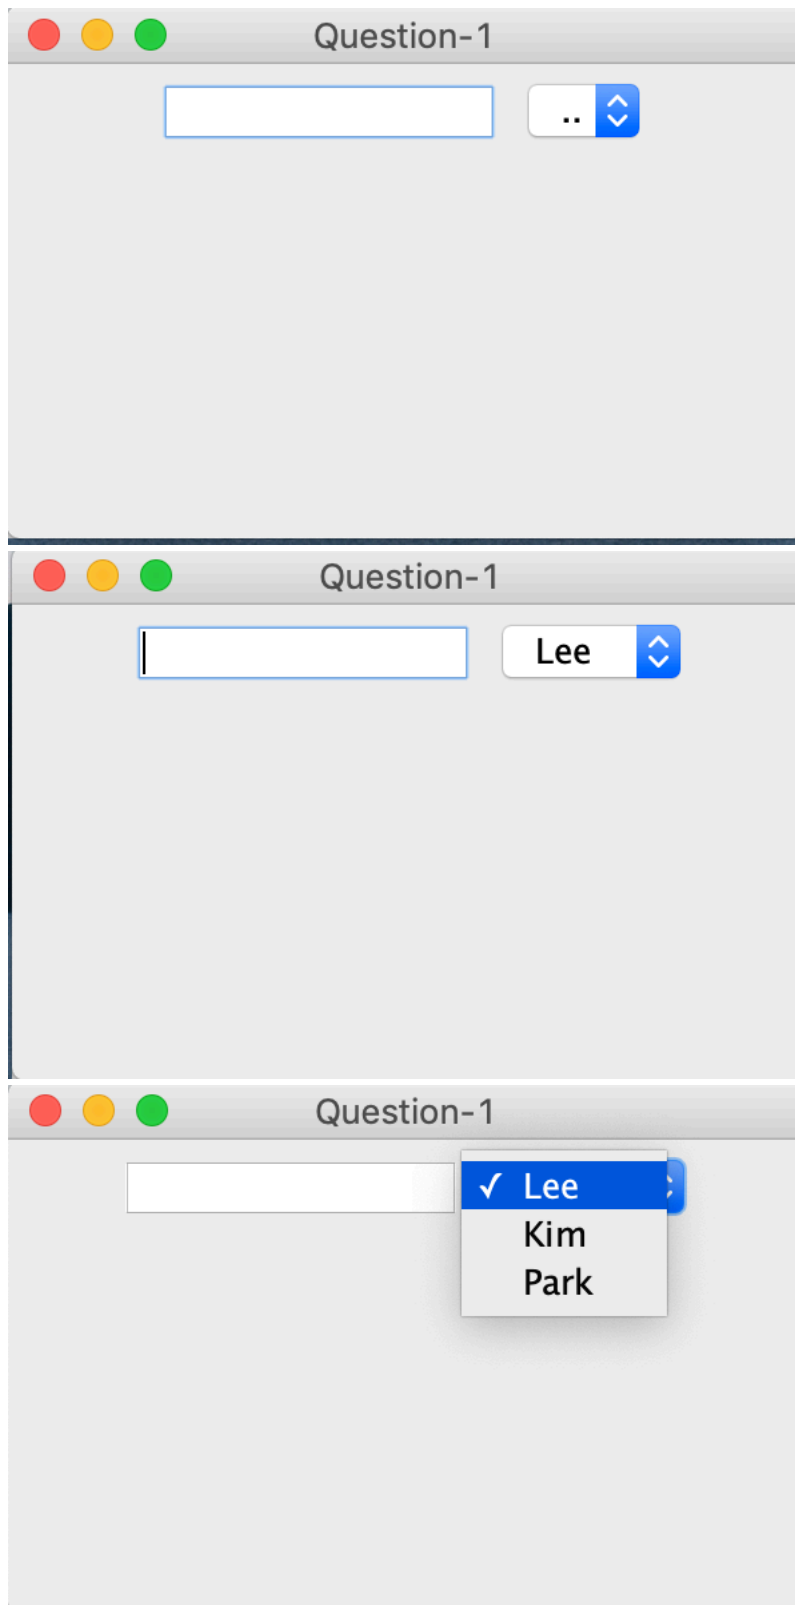 Question-1
..
Question-1
Lee
Question-1
✓ Lee
Kim
Park